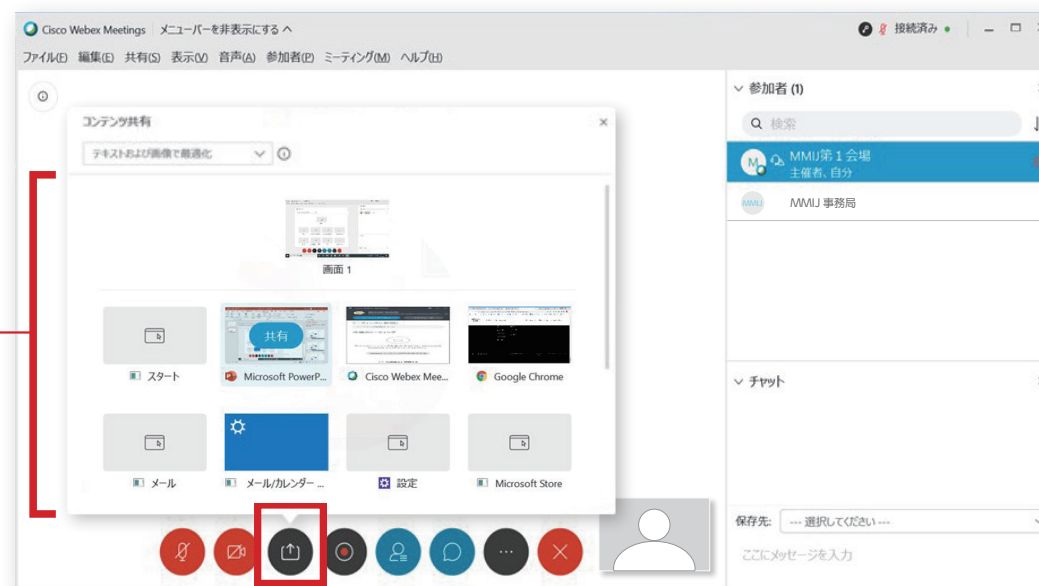 Cisco Webex Meetings メニューバーを非表示にする へ
接続済み
ファイル(F) 編集(E) 共有(S) 表示(V) 音声(A) 参加者(P) ミーティング(M) ヘルプ(H)
コンテンツ共有
テキストおよび画像で最適化
画面 1
共有
スタート
Microsoft PowerP...
Cisco Webex Mee...
Google Chrome
メール
メール/カレンダー ...
設定
Microsoft Store
参加者 (1)
検索
M
MMIJ第１会場
主催者、自分
MMIJ
MMIJ 事務局
チャット
保存先: --- 選択してください ---
ここにメッセージを入力